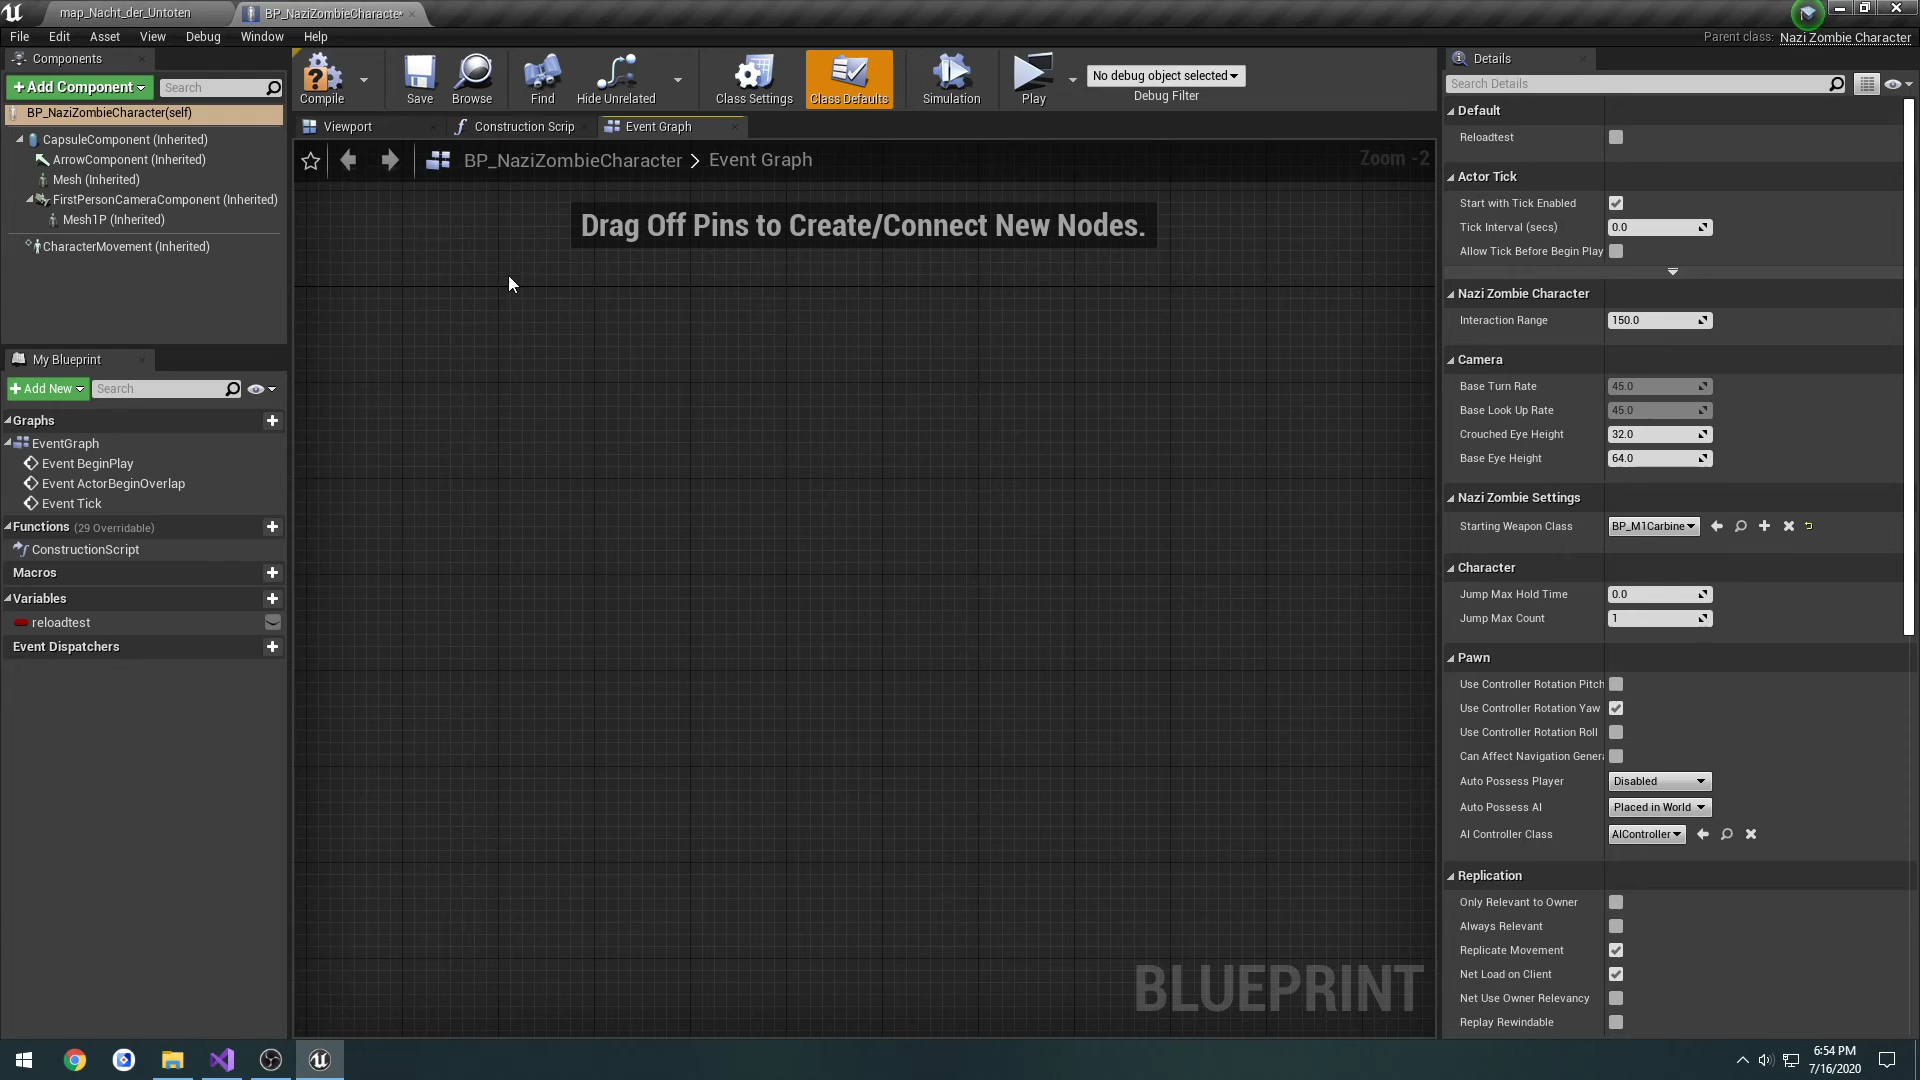 map_Nacht_der_Untoten
BP_NaziZombieCharacte*
File Edit Asset View Debug Window Help
Parent class: Nazi Zombie Character
Components
+Add Component
Search
BP_NaziZombieCharacter(self)
CapsuleComponent (Inherited)
ArrowComponent (Inherited)
Mesh (Inherited)
FirstPersonCameraComponent (Inherited)
Mesh1P (Inherited)
CharacterMovement (Inherited)
My Blueprint
+Add New
Search
Graphs
EventGraph
Event BeginPlay
Event ActorBeginOverlap
Event Tick
Functions (29 Overridable)
ConstructionScript
Macros
Variables
reloadtest
Event Dispatchers
Compile
Save
Browse
Find
Hide Unrelated
Class Settings
Class Defaults
Simulation
Play
No debug object selected
Debug Filter
Viewport
Construction Scrip
Event Graph
BP_NaziZombieCharacter > Event Graph
Zoom -2
Drag Off Pins to Create/Connect New Nodes.
BLUEPRINT
Details
Search Details
Default
Reloadtest
Actor Tick
Start with Tick Enabled
Tick Interval (secs) 0.0
Allow Tick Before Begin Play
Nazi Zombie Character
Interaction Range 150.0
Camera
Base Turn Rate 45.0
Base Look Up Rate 45.0
Crouched Eye Height 32.0
Base Eye Height 64.0
Nazi Zombie Settings
Starting Weapon Class BP_M1Carbine
Character
Jump Max Hold Time 0.0
Jump Max Count 1
Pawn
Use Controller Rotation Pitch
Use Controller Rotation Yaw
Use Controller Rotation Roll
Can Affect Navigation Genera
Auto Possess Player Disabled
Auto Possess AI Placed in World
AI Controller Class AIController
Replication
Only Relevant to Owner
Always Relevant
Replicate Movement
Net Load on Client
Net Use Owner Relevancy
Replay Rewindable
6:54 PM
7/16/2020